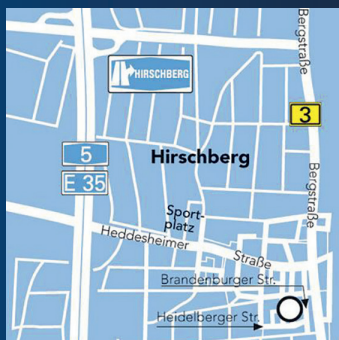 Bergstraße
HIRSCHBERG
3
5
Hirschberg
E 35
Bergstraße
Sport-
platz
Heddesheimer
Straße
Brandenburger Str.
Heidelberger Str.